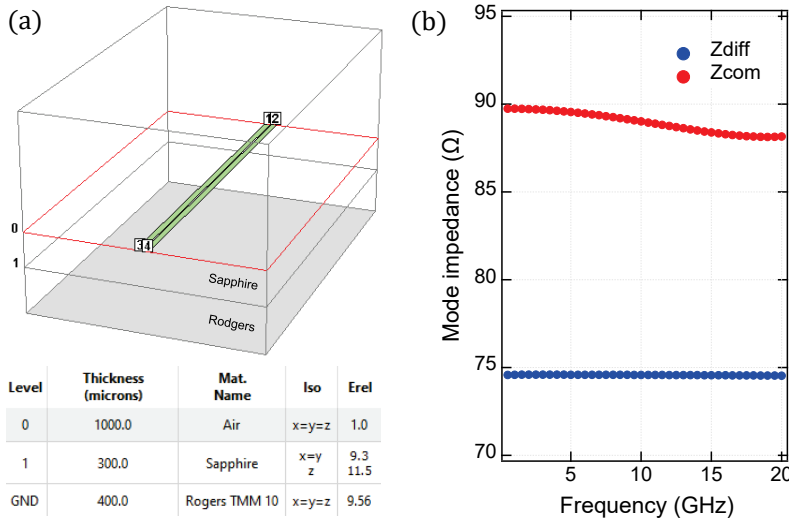 (a)
12
34
0
1
Sapphire
Rodgers
Level Thickness (microns) Mat. Name Iso Erel
0 1000.0 Air x=y=z 1.0
1 300.0 Sapphire x=y z 9.3 11.5
GND 400.0 Rogers TMM 10 x=y=z 9.56
(b)
95
90
85
80
75
70
Mode impedance (Ω)
Zdiff
Zcom
5 10 15 20
Frequency (GHz)